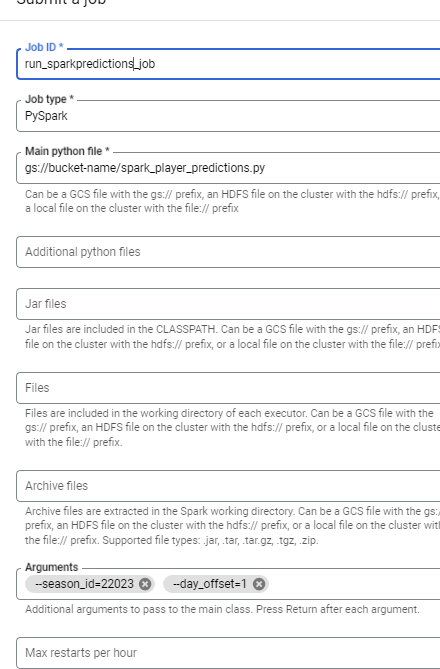 Submit a job
Job ID *
run_sparkpredictions_job
Job type *
PySpark
Main python file *
gs://bucket-name/spark_player_predictions.py
Can be a GCS file with the gs:// prefix, an HDFS file on the cluster with the hdfs:// prefix,
a local file on the cluster with the file:// prefix
Additional python files
Jar files
Jar files are included in the CLASSPATH. Can be a GCS file with the gs:// prefix, an
file on the cluster with the hdfs:// prefix, or a local file on the cluster with the file://
Files
Files are included in the working directory of each executor. Can be a GCS file with the
gs:// prefix, an HDFS file on the cluster with the hdfs:// prefix, or a local file on the
with the file:// prefix.
Archive files
Archive files are extracted in the Spark working directory. Can be a GCS file with the
prefix, an HDFS file on the cluster with the hdfs:// prefix, or a local file on the cluster
the file:// prefix. Supported file types: .jar, .tar, .tar.gz, .tgz, .zip.
Arguments
--season_id=22023 --day_offset=1
Additional arguments to pass to the main class. Press Return after each argument.
Max restarts per hour